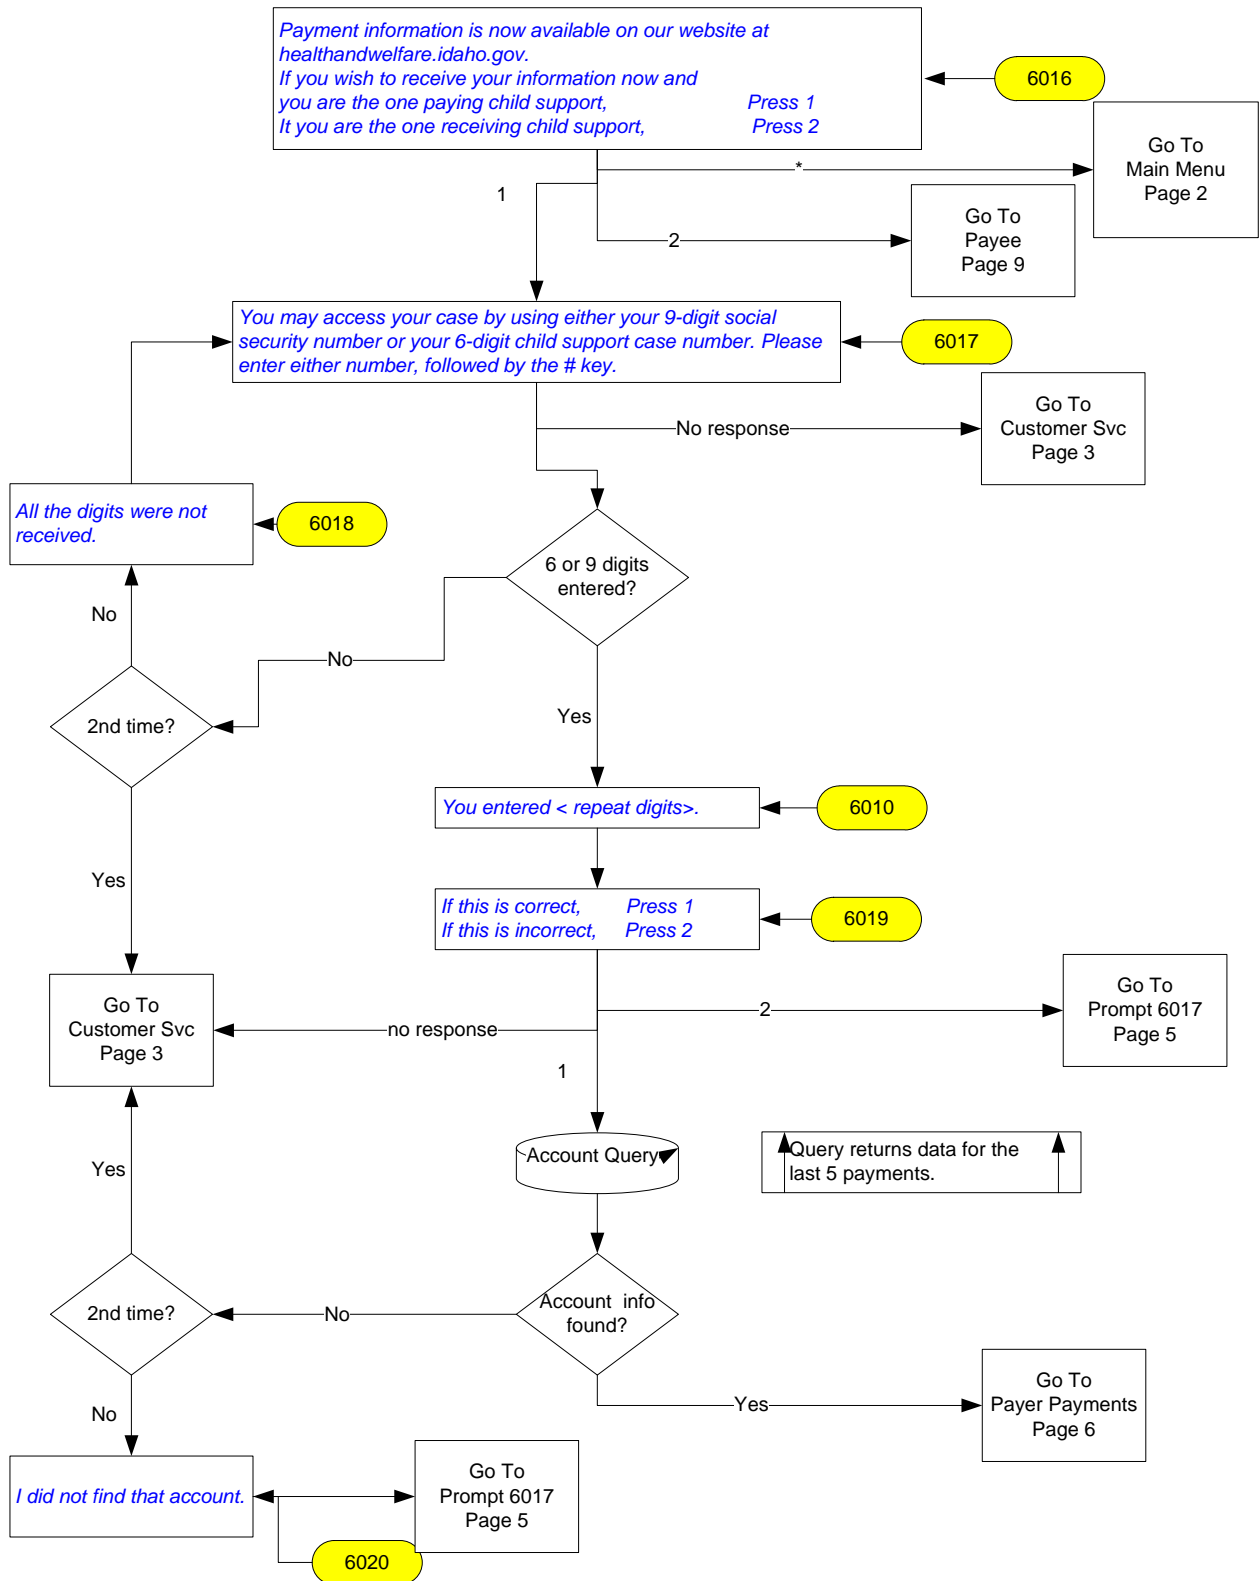 Payment information is now available on our website at
healthandwelfare.idaho.gov.
If you wish to receive your information now and
you are the one paying child support, Press 1
It you are the one receiving child support, Press 2
6016
Go To
Main Menu
Page 2
*
1
2
Go To
Payee
Page 9
You may access your case by using either your 9-digit social
security number or your 6-digit child support case number. Please
enter either number, followed by the # key.
6017
No response
Go To
Customer Svc
Page 3
All the digits were not
received.
6018
6 or 9 digits
entered?
No
No
2nd time?
Yes
You entered < repeat digits>.
6010
Yes
If this is correct, Press 1
If this is incorrect, Press 2
6019
Go To
Customer Svc
Page 3
no response
2
Go To
Prompt 6017
Page 5
1
Account Query
Query returns data for the
last 5 payments.
Yes
2nd time?
No
Account info
found?
Yes
Go To
Payer Payments
Page 6
No
I did not find that account.
Go To
Prompt 6017
Page 5
6020